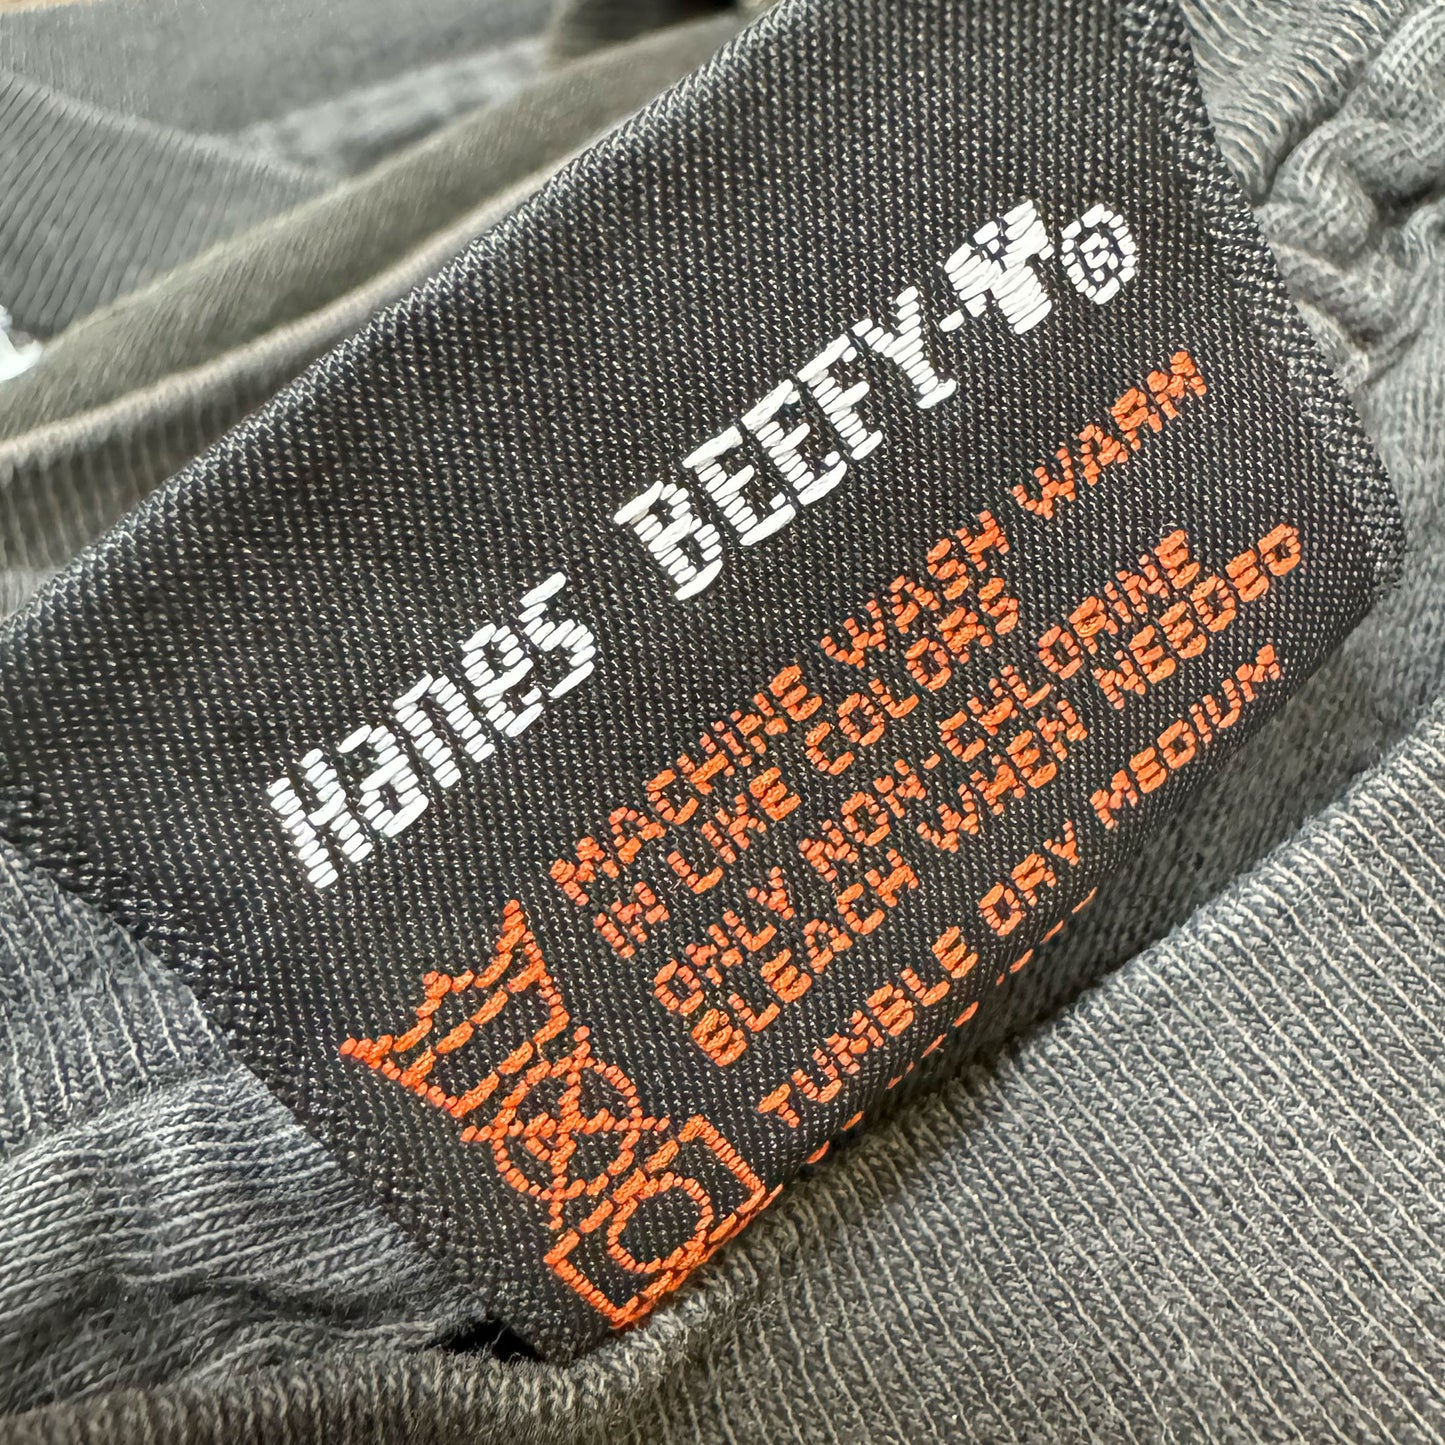 Hanes BEEFY-T®
MACHINE WASH WARM
IN LIKE COLORS
ONLY NON-CHLORINE
BLEACH WHEN NEEDED
TUMBLE DRY MEDIUM